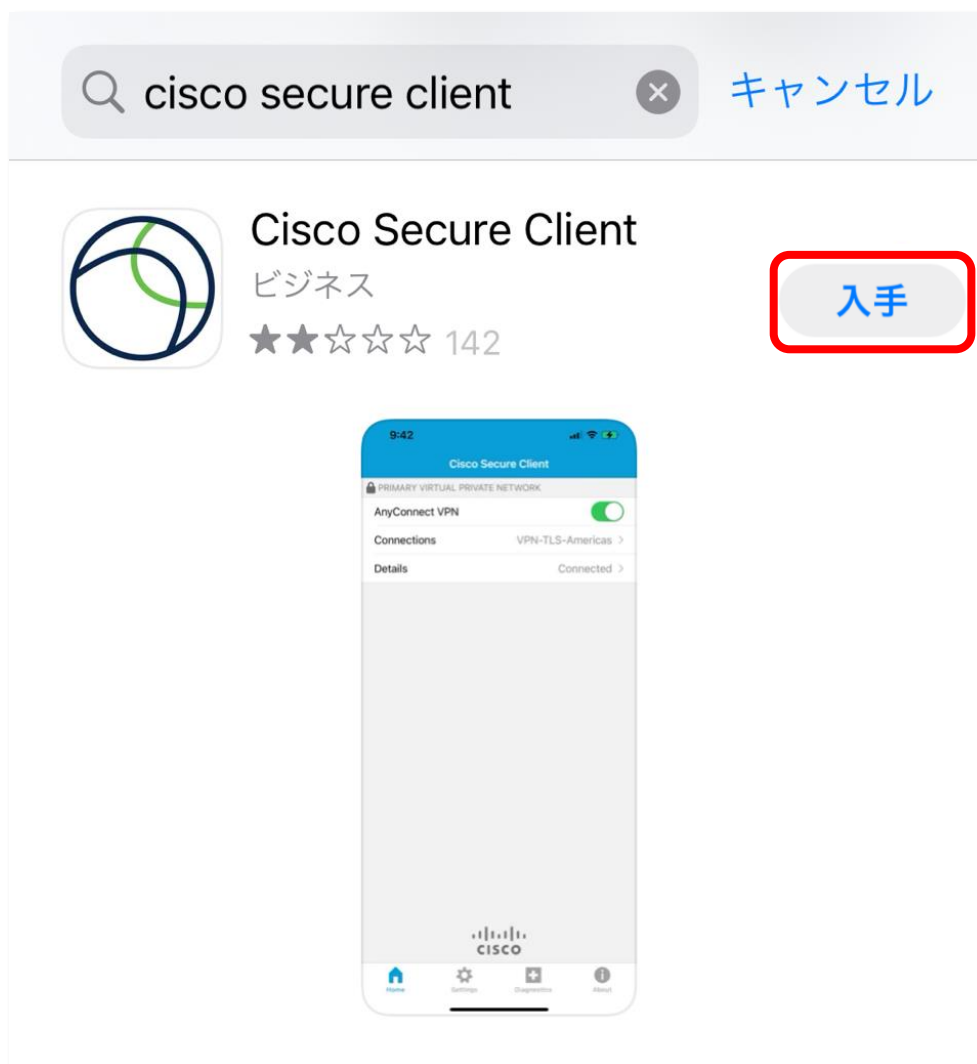 cisco secure client
キャンセル
Cisco Secure Client
ビジネス
142
入手
9:42
Cisco Secure Client
PRIMARY VIRTUAL PRIVATE NETWORK
AnyConnect VPN
Connections VPN-TLS-Americas
Details Connected
CISCO
Home Settings Diagnostics About